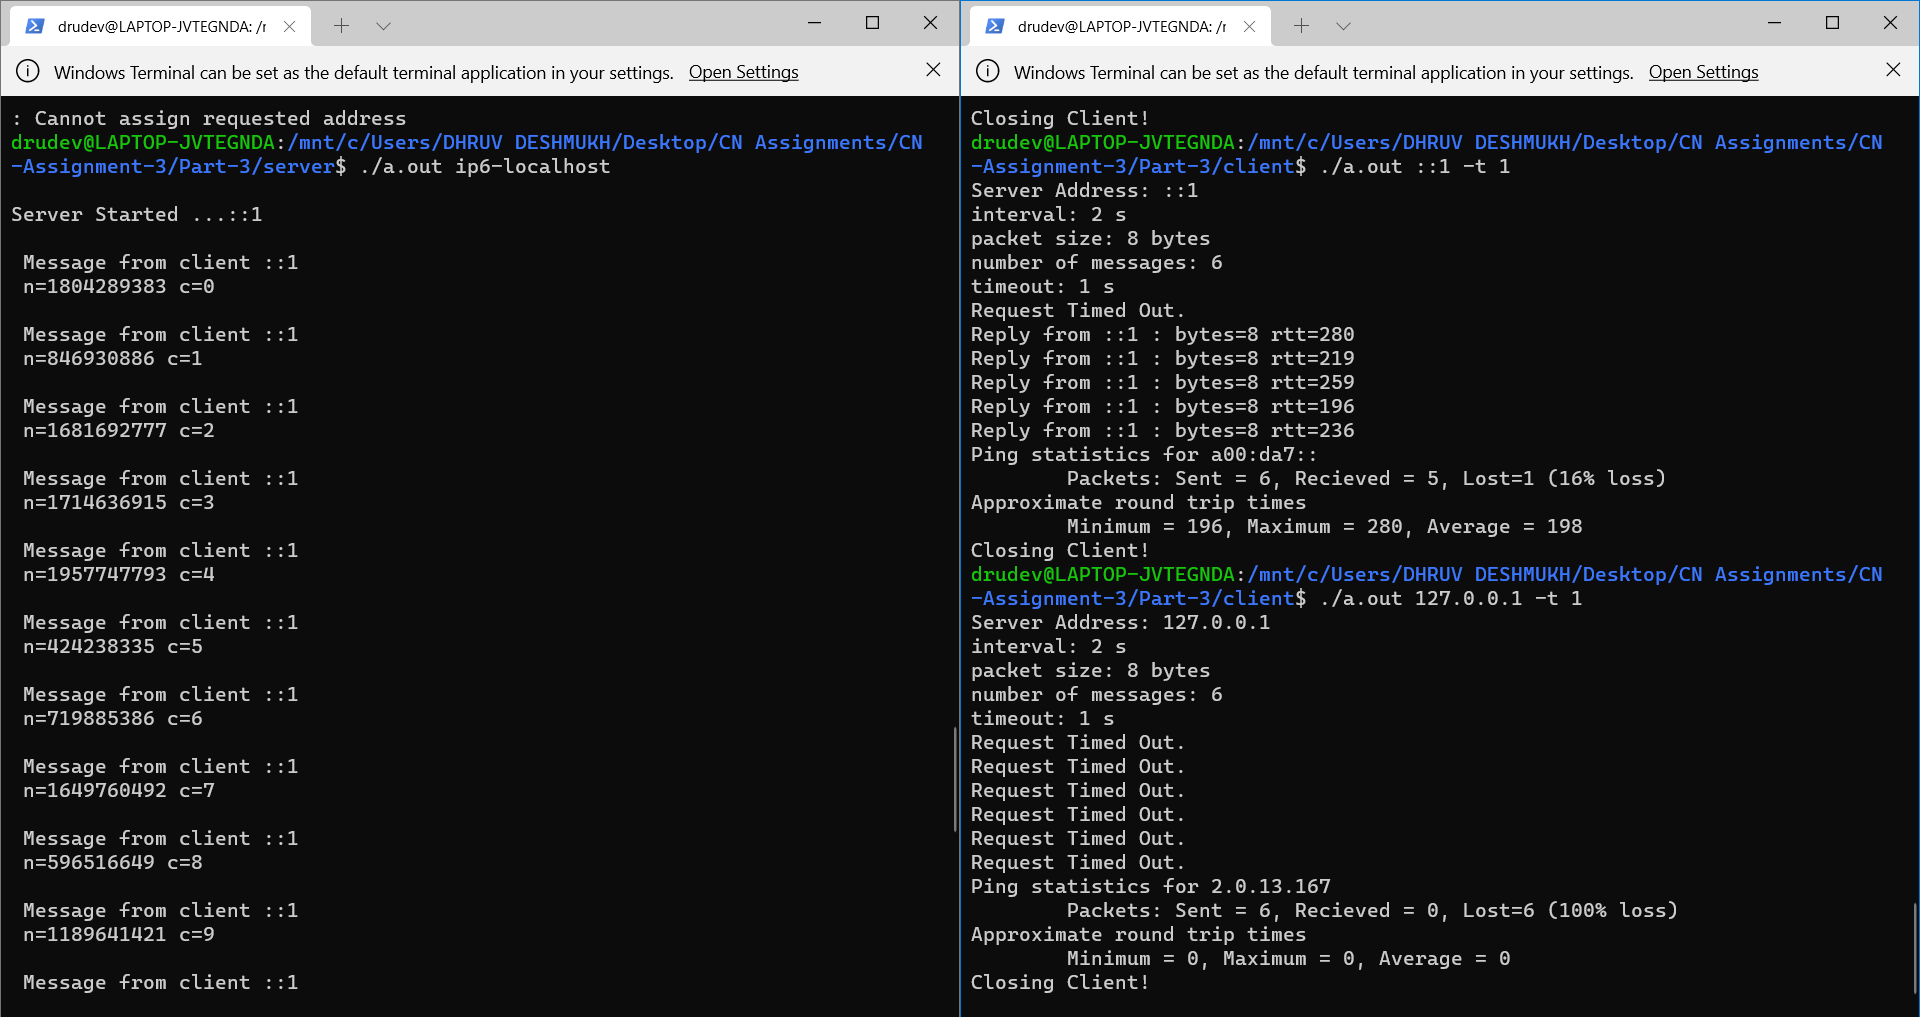 drudev@LAPTOP-JVTEGNDA: /r
Windows Terminal can be set as the default terminal application in your settings. Open Settings
: Cannot assign requested address
drudev@LAPTOP-JVTEGNDA:/mnt/c/Users/DHRUV DESHMUKH/Desktop/CN Assignments/CN
-Assignment-3/Part-3/server$ ./a.out ip6-localhost
Server Started ...::1
Message from client ::1
n=1804289383 c=0
Message from client ::1
n=846930886 c=1
Message from client ::1
n=1681692777 c=2
Message from client ::1
n=1714636915 c=3
Message from client ::1
n=1957747793 c=4
Message from client ::1
n=424238335 c=5
Message from client ::1
n=719885386 c=6
Message from client ::1
n=1649760492 c=7
Message from client ::1
n=596516649 c=8
Message from client ::1
n=1189641421 c=9
Message from client ::1
drudev@LAPTOP-JVTEGNDA: /r
Windows Terminal can be set as the default terminal application in your settings. Open Settings
Closing Client!
drudev@LAPTOP-JVTEGNDA:/mnt/c/Users/DHRUV DESHMUKH/Desktop/CN Assignments/CN
-Assignment-3/Part-3/client$ ./a.out ::1 -t 1
Server Address: ::1
interval: 2 s
packet size: 8 bytes
number of messages: 6
timeout: 1 s
Request Timed Out.
Reply from ::1 : bytes=8 rtt=280
Reply from ::1 : bytes=8 rtt=219
Reply from ::1 : bytes=8 rtt=259
Reply from ::1 : bytes=8 rtt=196
Reply from ::1 : bytes=8 rtt=236
Ping statistics for a00:da7::
Packets: Sent = 6, Recieved = 5, Lost=1 (16% loss)
Approximate round trip times
Minimum = 196, Maximum = 280, Average = 198
Closing Client!
drudev@LAPTOP-JVTEGNDA:/mnt/c/Users/DHRUV DESHMUKH/Desktop/CN Assignments/CN
-Assignment-3/Part-3/client$ ./a.out 127.0.0.1 -t 1
Server Address: 127.0.0.1
interval: 2 s
packet size: 8 bytes
number of messages: 6
timeout: 1 s
Request Timed Out.
Request Timed Out.
Request Timed Out.
Request Timed Out.
Request Timed Out.
Request Timed Out.
Ping statistics for 2.0.13.167
Packets: Sent = 6, Recieved = 0, Lost=6 (100% loss)
Approximate round trip times
Minimum = 0, Maximum = 0, Average = 0
Closing Client!